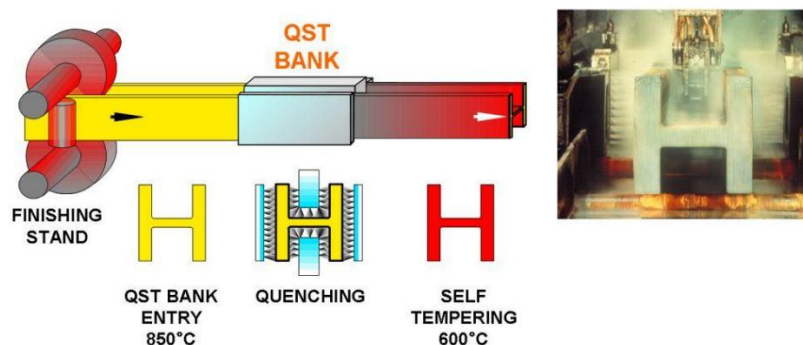 QST
BANK
FINISHING
STAND
QST BANK
ENTRY
850°C
QUENCHING
SELF
TEMPERING
600°C